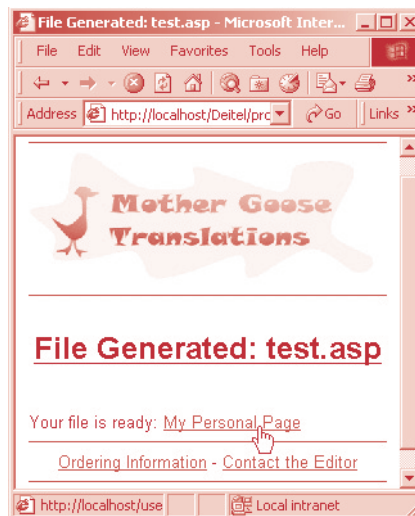 File Generated: test.asp - Microsoft Inter...
File Edit View Favorites Tools Help
»
Address http://localhost/Deitel/prc Go Links »
Mother Goose
Translations
File Generated: test.asp
Your file is ready: My Personal Page
Ordering Information - Contact the Editor
http://localhost/use Local intranet